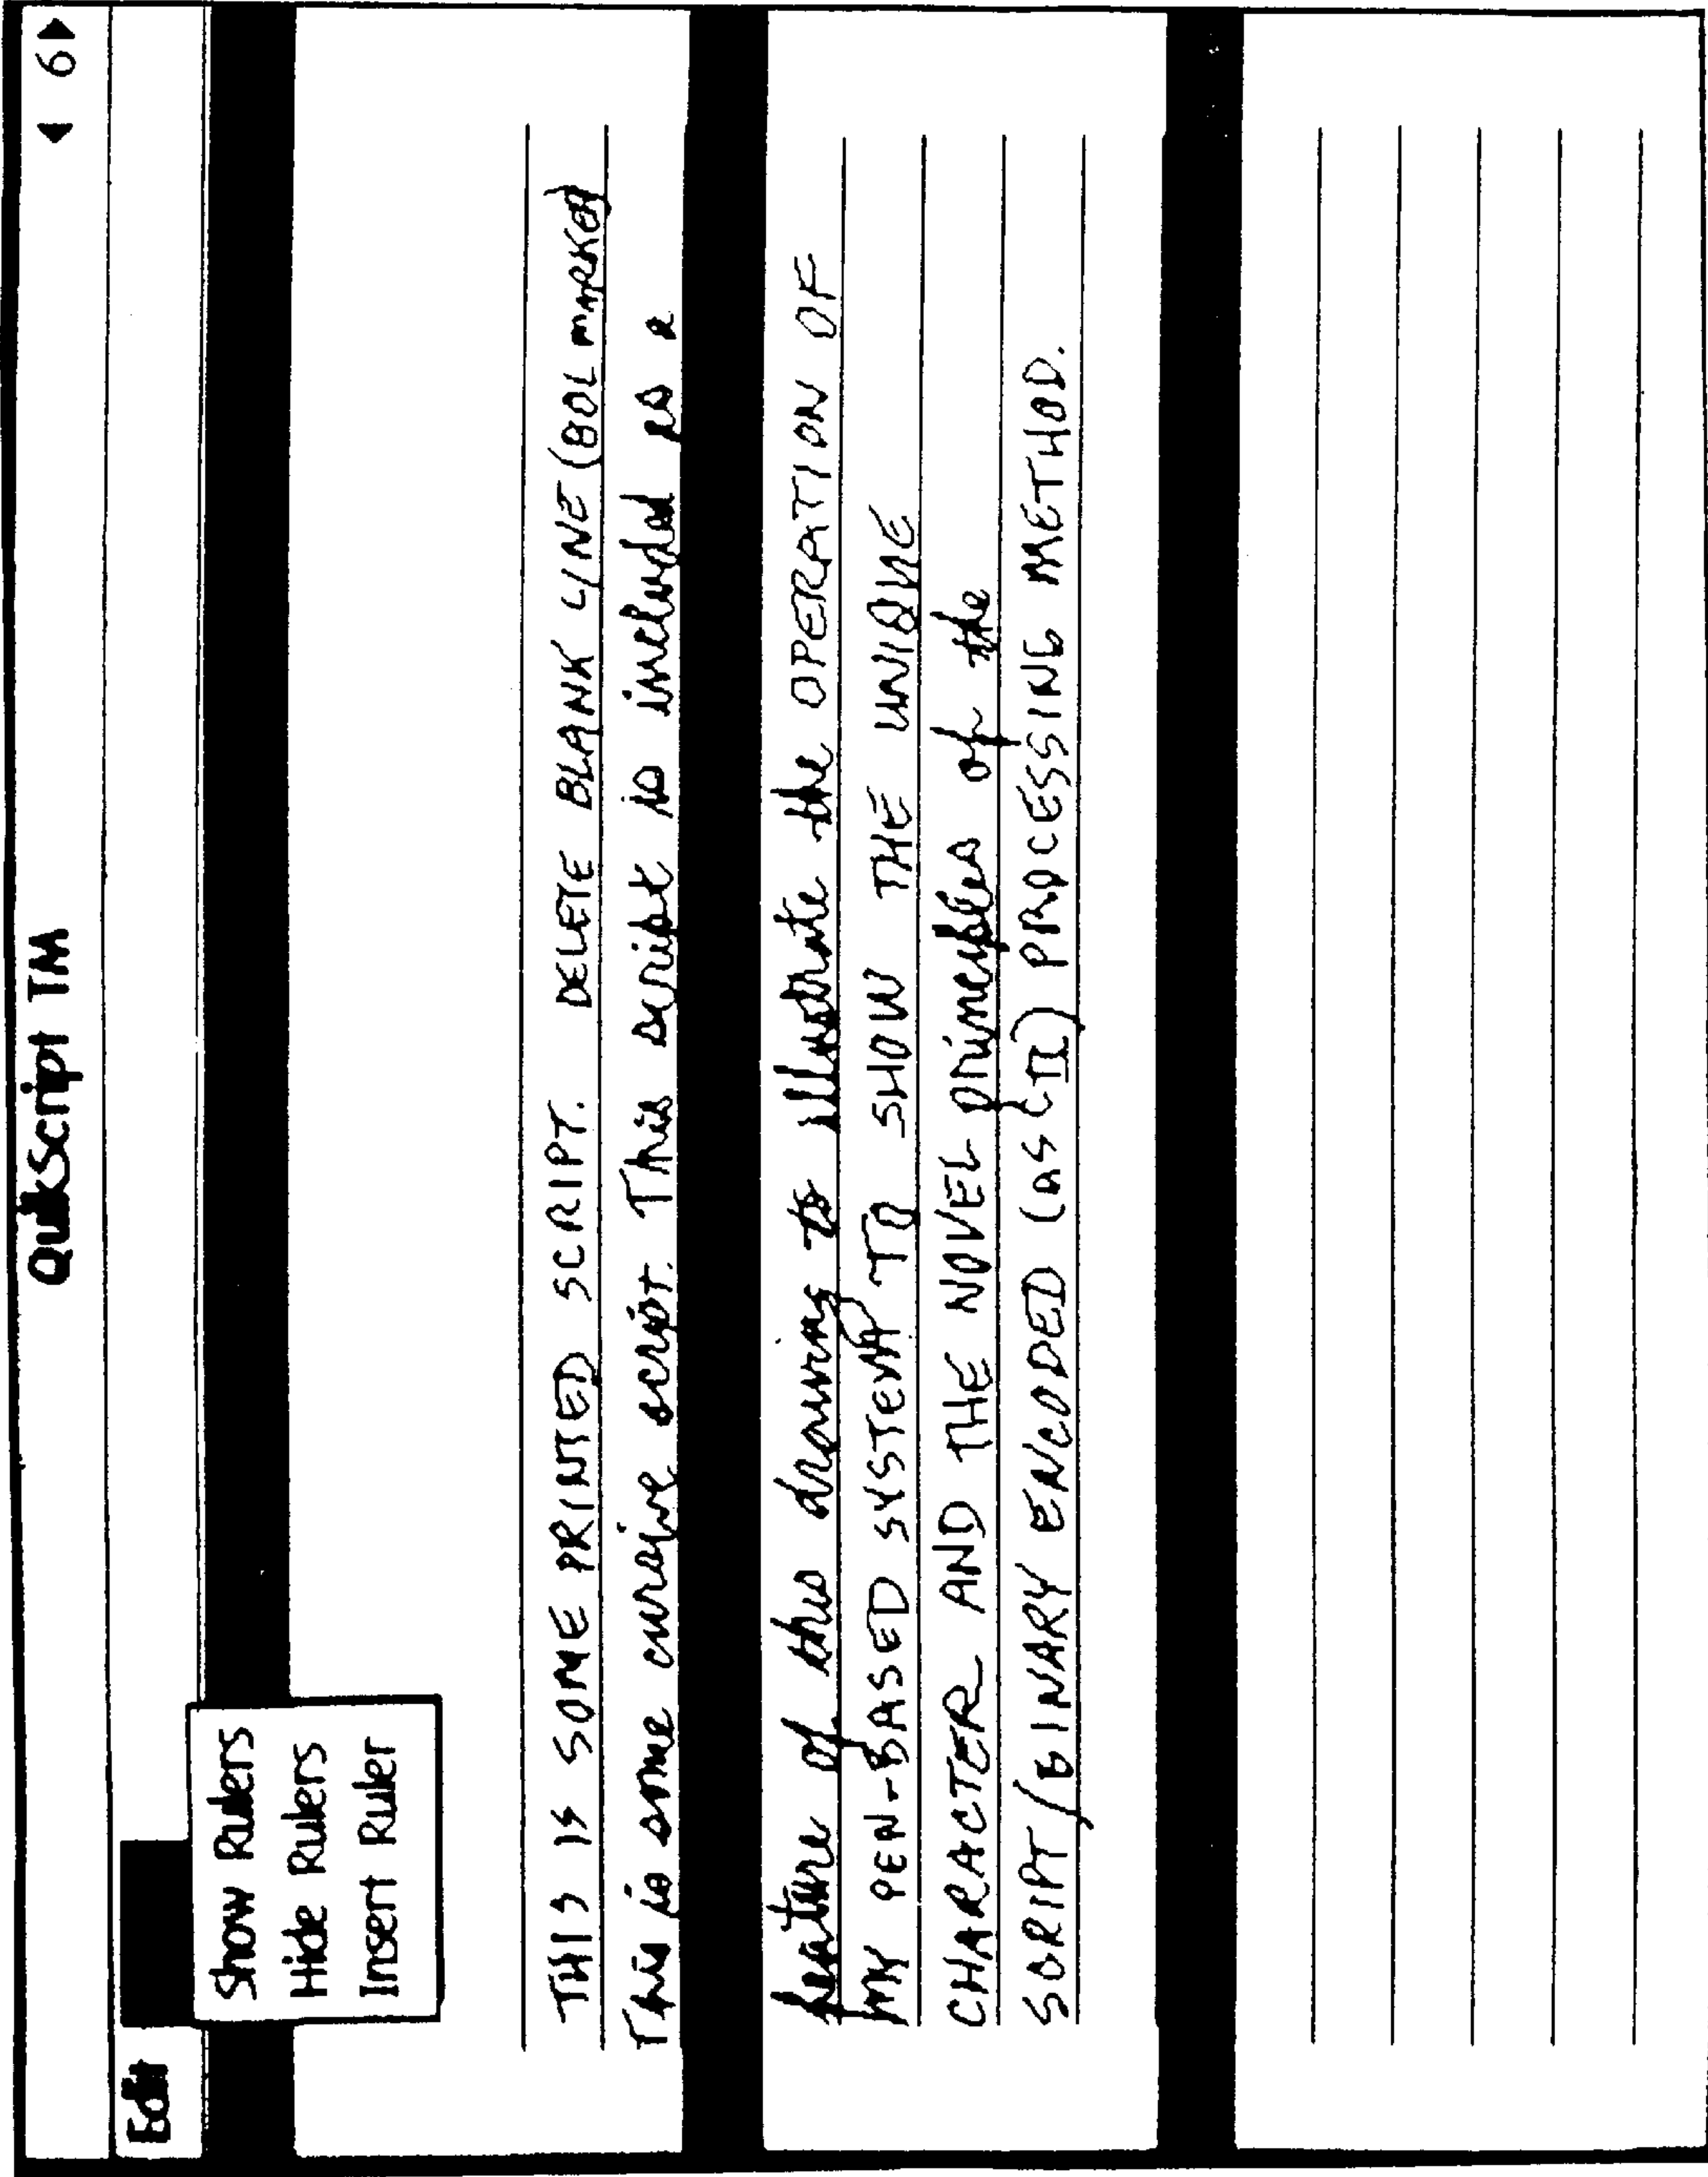 QuikScript TM
◀ 6 ▶
Edit
Show Rulers
Hide Rulers
Insert Ruler
THIS IS SOME PRINTED SCRIPT. DELETE BLANK LINE (BOL MARKER)
This is some cursive script. This script is included as a
feature of this drawing to illustrate the OPERATION OF
MY PEN-BASED SYSTEM TO SHOW THE UNIQUE
CHARACTER AND THE NOVEL principles of the
SCRIPT/BINARY ENCODED (ASCII) PROCESSING METHOD.